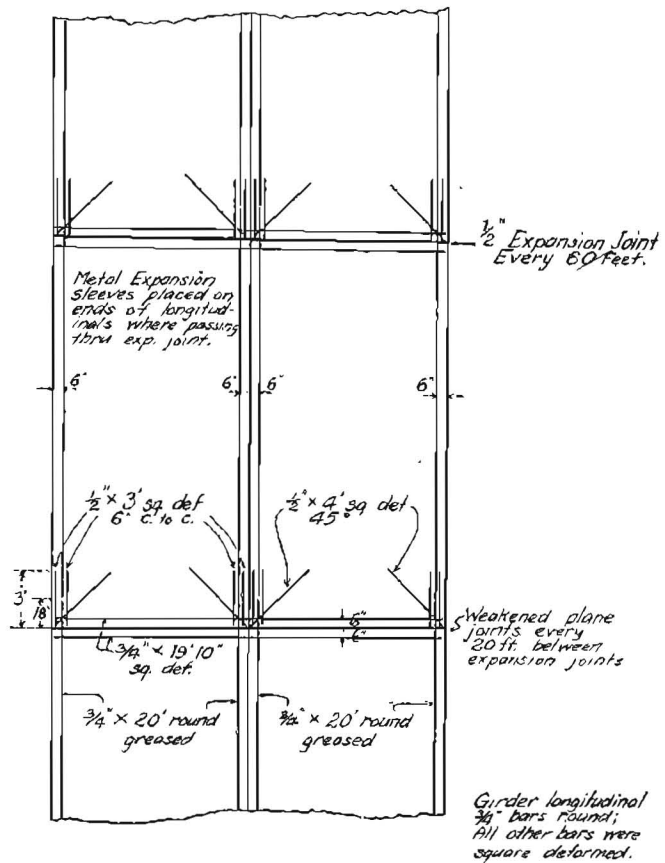 1/2" Expansion Joint
Every 60 feet.
Metal Expansion
sleeves placed on
ends of longitud-
inals where passing
thru exp. joint.
6" 6" 6" 6"
1/2" x 3' sq. def.
6" c. to c.
1/2" x 4' sq. def.
45°
3'
18"
6"
6"
3/4" x 19'10"
sq. def.
Weakened plane
joints every
20 ft. between
expansion joints
3/4" x 20' round
greased
3/4" x 20' round
greased
Girder longitudinal
3/4" bars round;
All other bars were
square deformed.